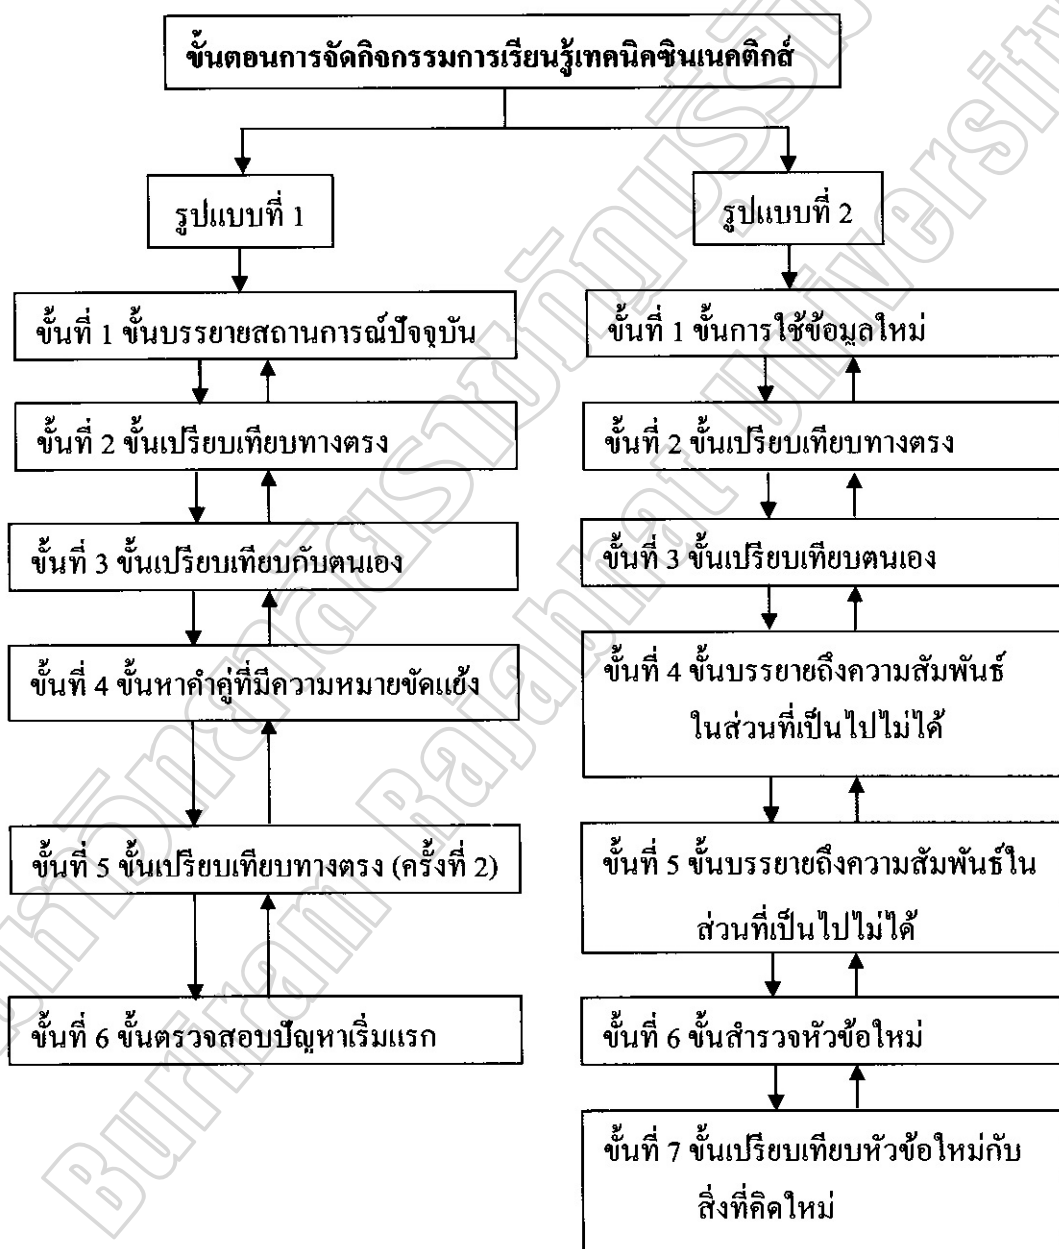 ขั้นตอนการจัดกิจกรรมการเรียนรู้เทคนิคซินเนคติกส์
รูปแบบที่ 1
ขั้นที่ 1 ขั้นบรรยายสถานการณ์ปัจจุบัน
ขั้นที่ 2 ขั้นเปรียบเทียบทางตรง
ขั้นที่ 3 ขั้นเปรียบเทียบกับตนเอง
ขั้นที่ 4 ขั้นหาคำคู่ที่มีความหมายขัดแย้ง
ขั้นที่ 5 ขั้นเปรียบเทียบทางตรง (ครั้งที่ 2)
ขั้นที่ 6 ขั้นตรวจสอบปัญหาเริ่มแรก
รูปแบบที่ 2
ขั้นที่ 1 ขั้นการใช้ข้อมูลใหม่
ขั้นที่ 2 ขั้นเปรียบเทียบทางตรง
ขั้นที่ 3 ขั้นเปรียบเทียบตนเอง
ขั้นที่ 4 ขั้นบรรยายถึงความสัมพันธ์
ในส่วนที่เป็นไปไม่ได้
ขั้นที่ 5 ขั้นบรรยายถึงความสัมพันธ์ใน
ส่วนที่เป็นไปไม่ได้
ขั้นที่ 6 ขั้นสำรวจหัวข้อใหม่
ขั้นที่ 7 ขั้นเปรียบเทียบหัวข้อใหม่กับ
สิ่งที่คิดใหม่
Buriram Rajabhat University